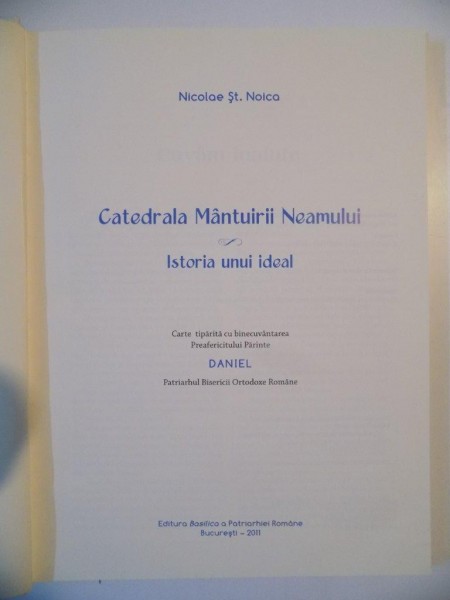 Nicolae Şt. Noica
Catedrala Mântuirii Neamului
Istoria unui ideal
Carte tipărită cu binecuvântarea
Preafericitului Părinte
DANIEL
Patriarhul Bisericii Ortodoxe Române
Editura Basilica a Patriarhiei Române
Bucureşti – 2011